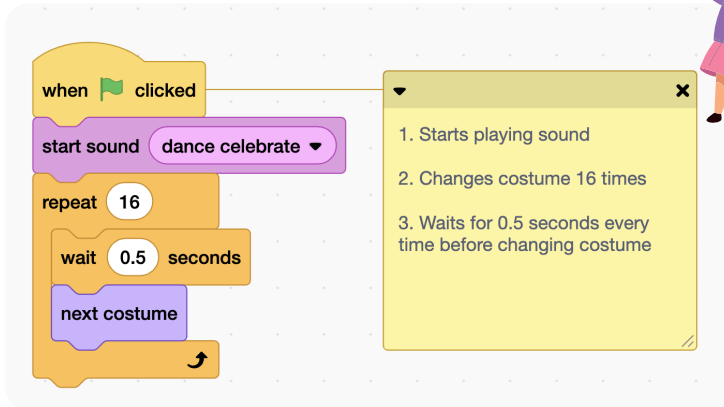 when clicked
start sound dance celebrate
repeat 16
wait 0.5 seconds
next costume
1. Starts playing sound
2. Changes costume 16 times
3. Waits for 0.5 seconds every
time before changing costume